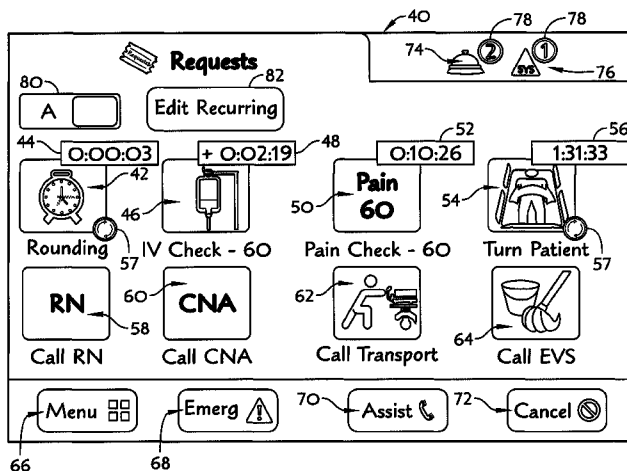 40
78
78
Requests
Requests
74
2
1
SYS
76
80
82
A
Edit Recurring
44
0:00:03
+ 0:02:19
48
52
0:10:26
56
1:31:33
42
46
50
Pain
60
54
57
57
Rounding
IV Check - 60
Pain Check - 60
Turn Patient
RN
58
60
CNA
62
64
Call RN
Call CNA
Call Transport
Call EVS
Menu
Emerg
70
Assist
72
Cancel
66
68